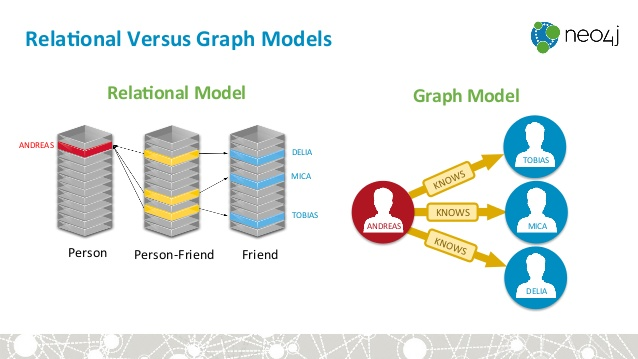 Relational Versus Graph Models
neo4j
Relational Model
ANDREAS
DELIA
MICA
TOBIAS
Person
Person-Friend
Friend
Graph Model
TOBIAS
KNOWS
ANDREAS
KNOWS
MICA
KNOWS
DELIA